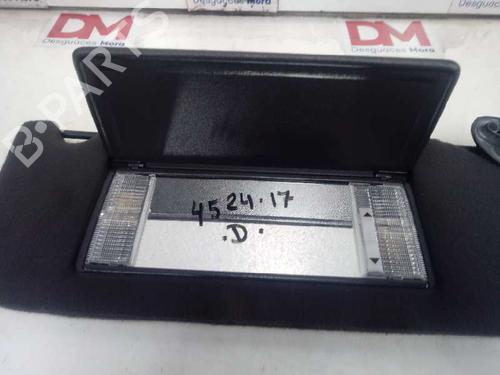 DM
Desguaces Mora
DM
Desguaces Mora
B-PARTS
4524.17
.D.